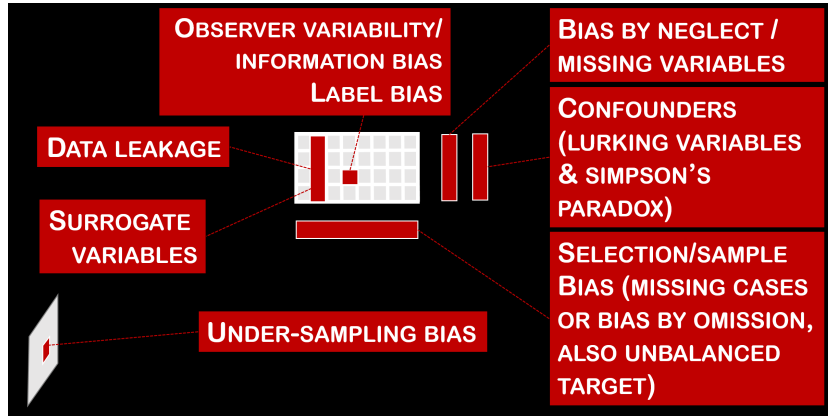 OBSERVER VARIABILITY/
INFORMATION BIAS
LABEL BIAS
DATA LEAKAGE
SURROGATE
VARIABLES
UNDER-SAMPLING BIAS
BIAS BY NEGLECT /
MISSING VARIABLES
CONFOUNDERS
(LURKING VARIABLES
& SIMPSON'S
PARADOX)
SELECTION/SAMPLE
BIAS (MISSING CASES
OR BIAS BY OMISSION,
ALSO UNBALANCED
TARGET)